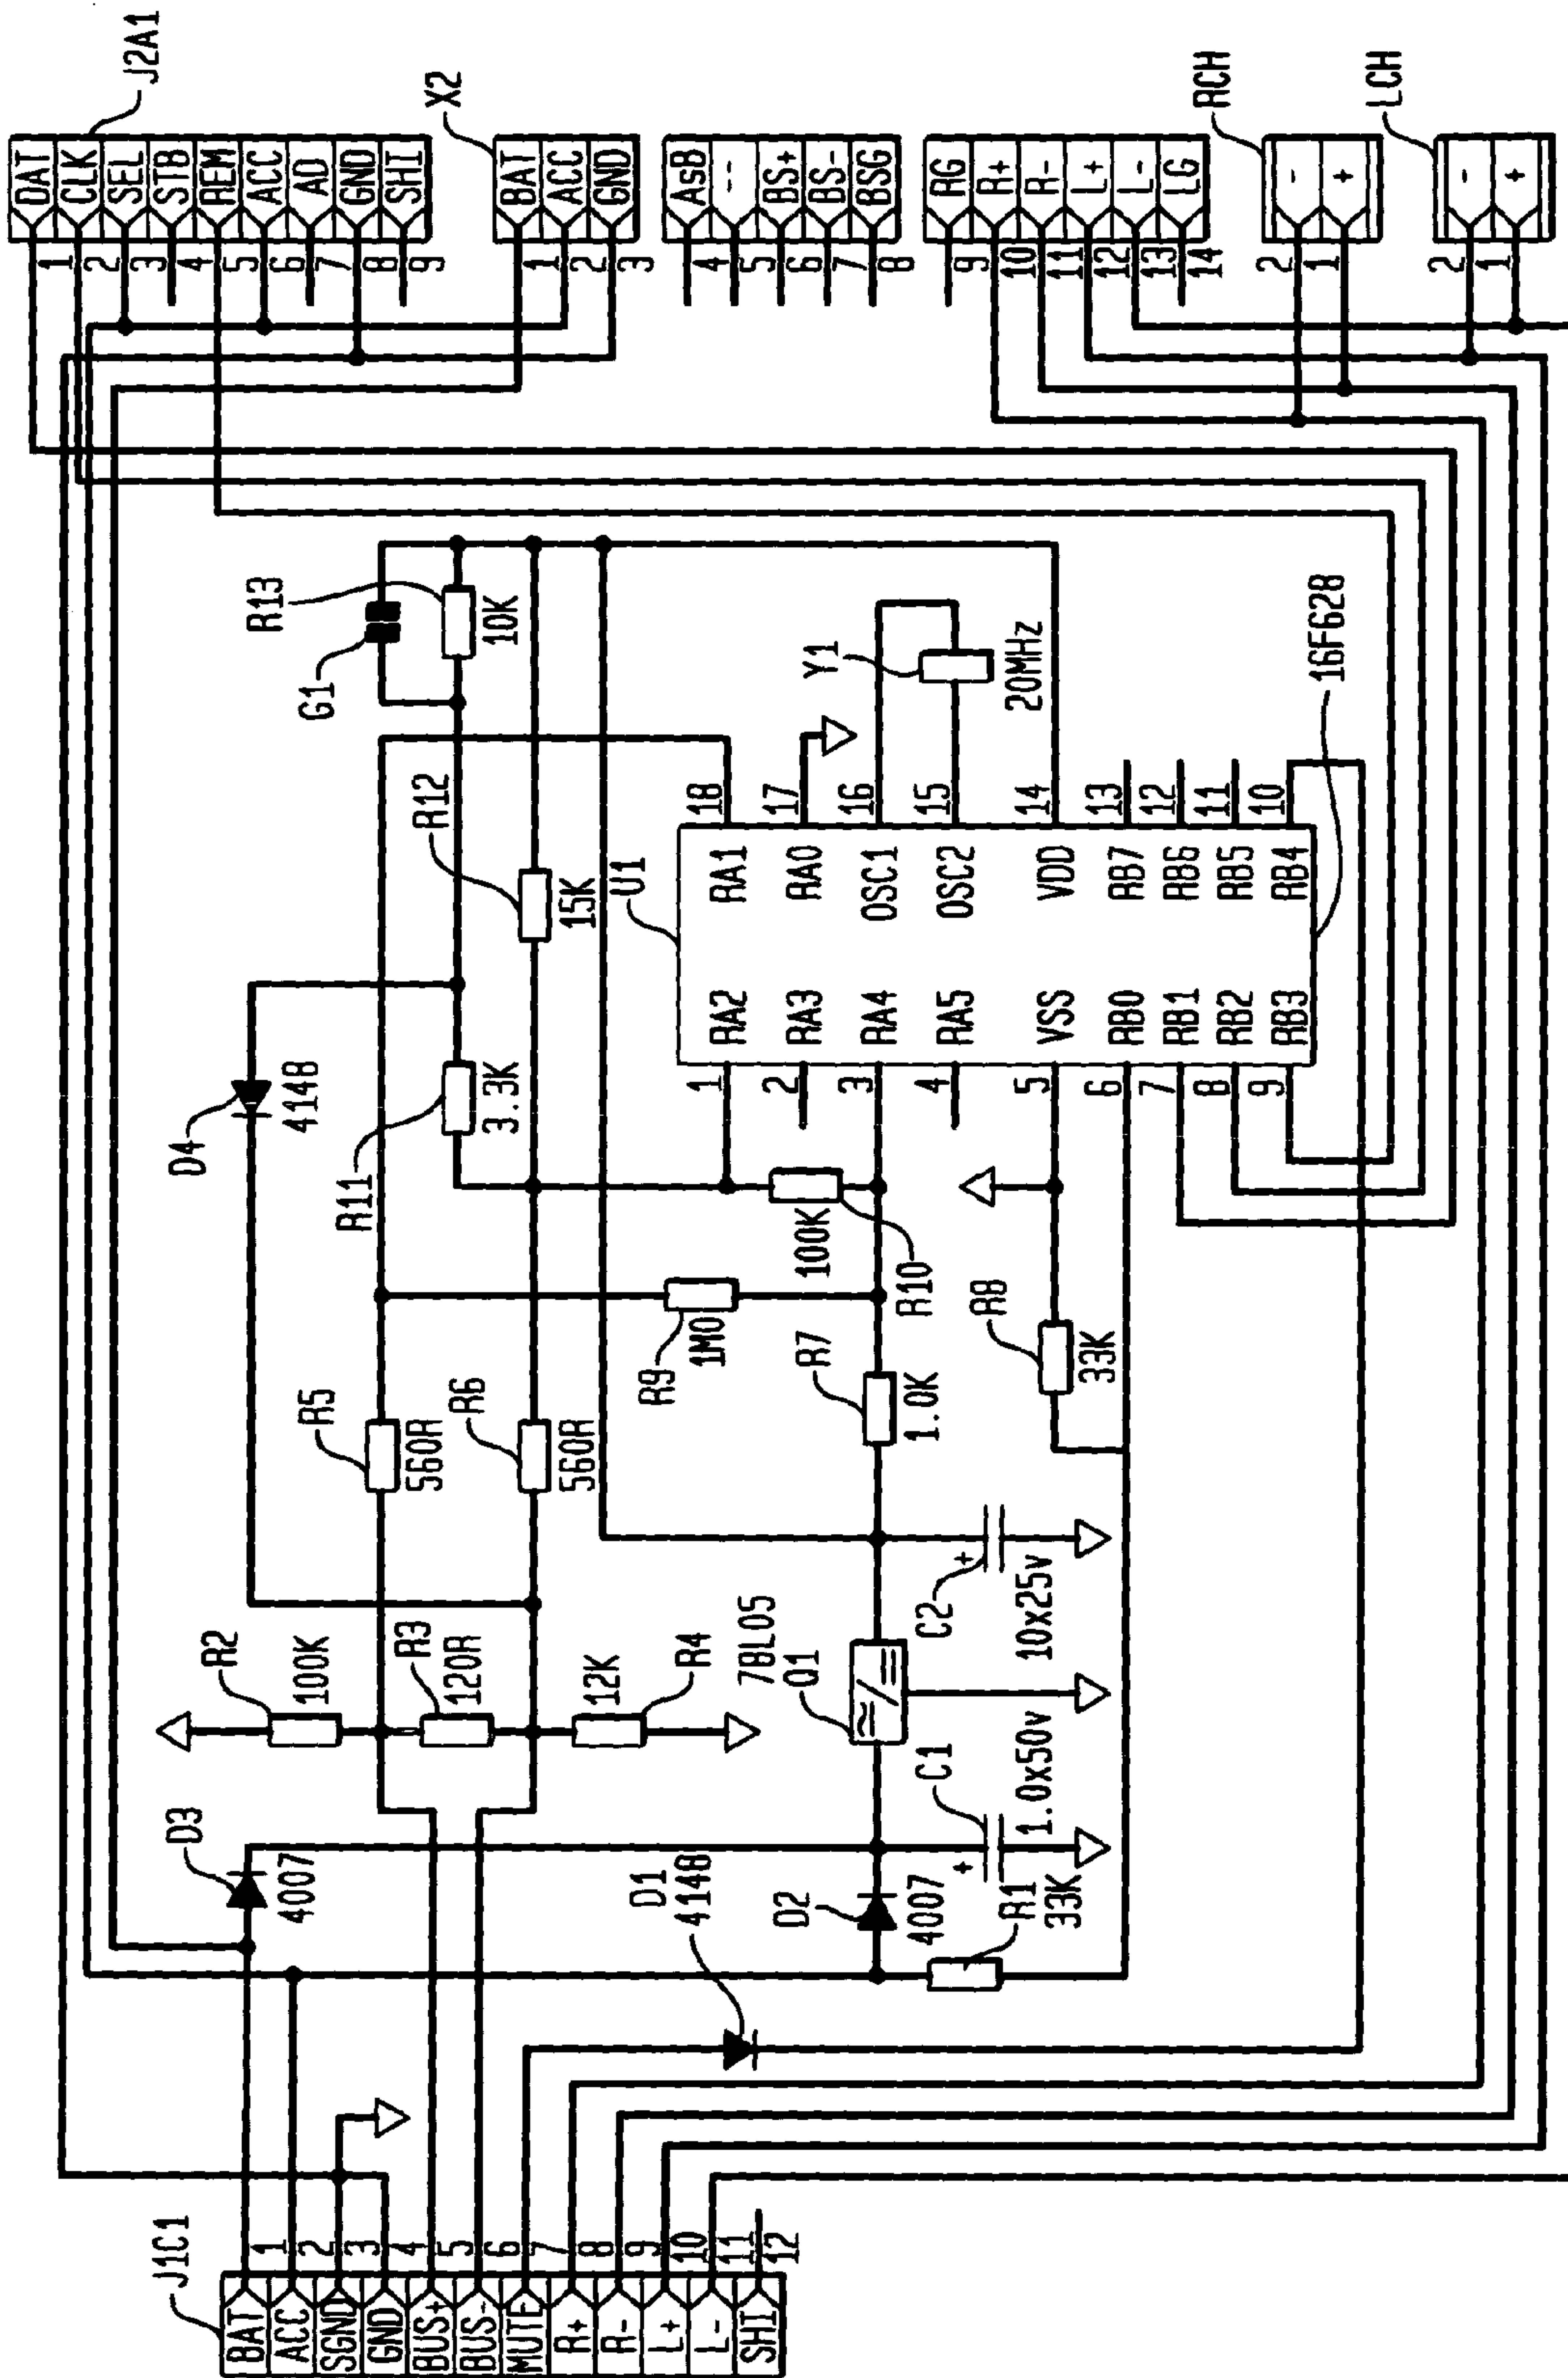 J1C1
BAT
ACC
SGND
GND
BUS+
BUS-
MUTE
R+
R-
L+
L-
SHI
1
2
3
4
5
6
7
8
9
10
11
12
D3
4007
R2
100K
R3
120R
12K
R4
D1
4148
D2
4007
R1
33K
C1
1.0x50v
78L05
Q1
C2
10x25v
R5
560R
R6
560R
R7
1.0K
R8
33K
R9
1M0
100K
R10
D4
4148
R11
3.3K
R12
15K
G1
R13
10K
U1
1
2
3
4
5
6
7
8
9
RA2
RA3
RA4
RA5
VSS
RB0
RB1
RB2
RB3
RA1
RA0
OSC1
OSC2
VDD
RB7
RB6
RB5
RB4
18
17
16
15
14
13
12
11
10
Y1
20MHz
16F628
J2A1
DAT
CLK
SEL
STB
REM
ACC
AD
GND
SHI
1
2
3
4
5
6
7
8
9
X2
BAT
ACC
GND
1
2
3
AsB
--
BS+
BS-
BSG
4
5
6
7
8
RG
R+
R-
L+
L-
LG
9
10
11
12
13
14
RCH
-
+
2
1
LCH
-
+
2
1